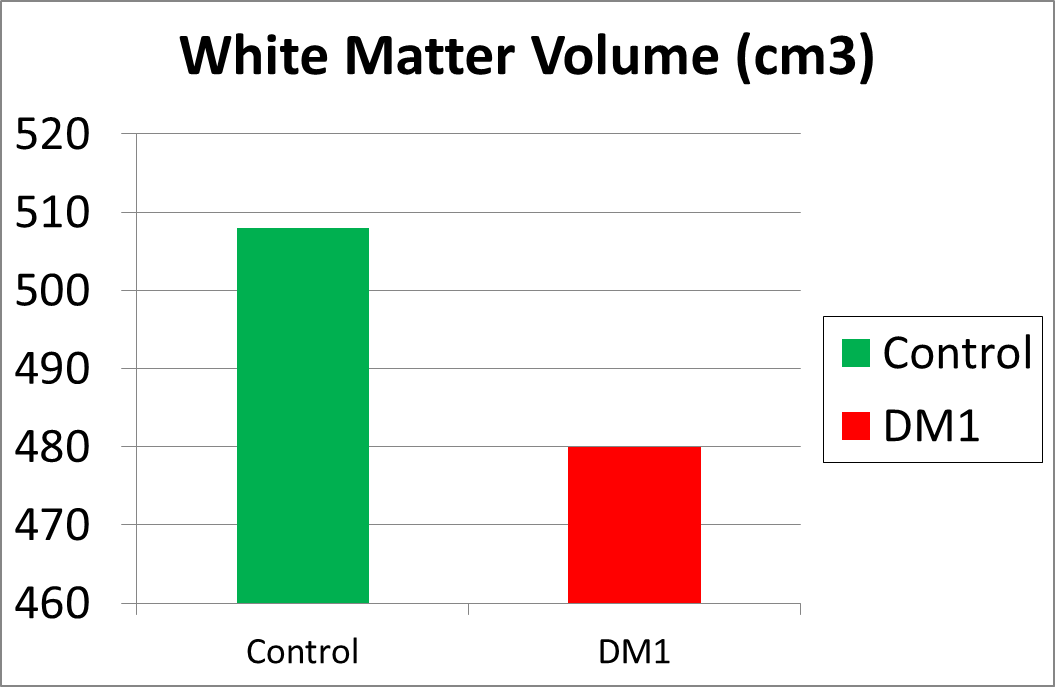 White Matter Volume (cm3)
520
510
500
490
480
470
460
Control
DM1
Control
DM1